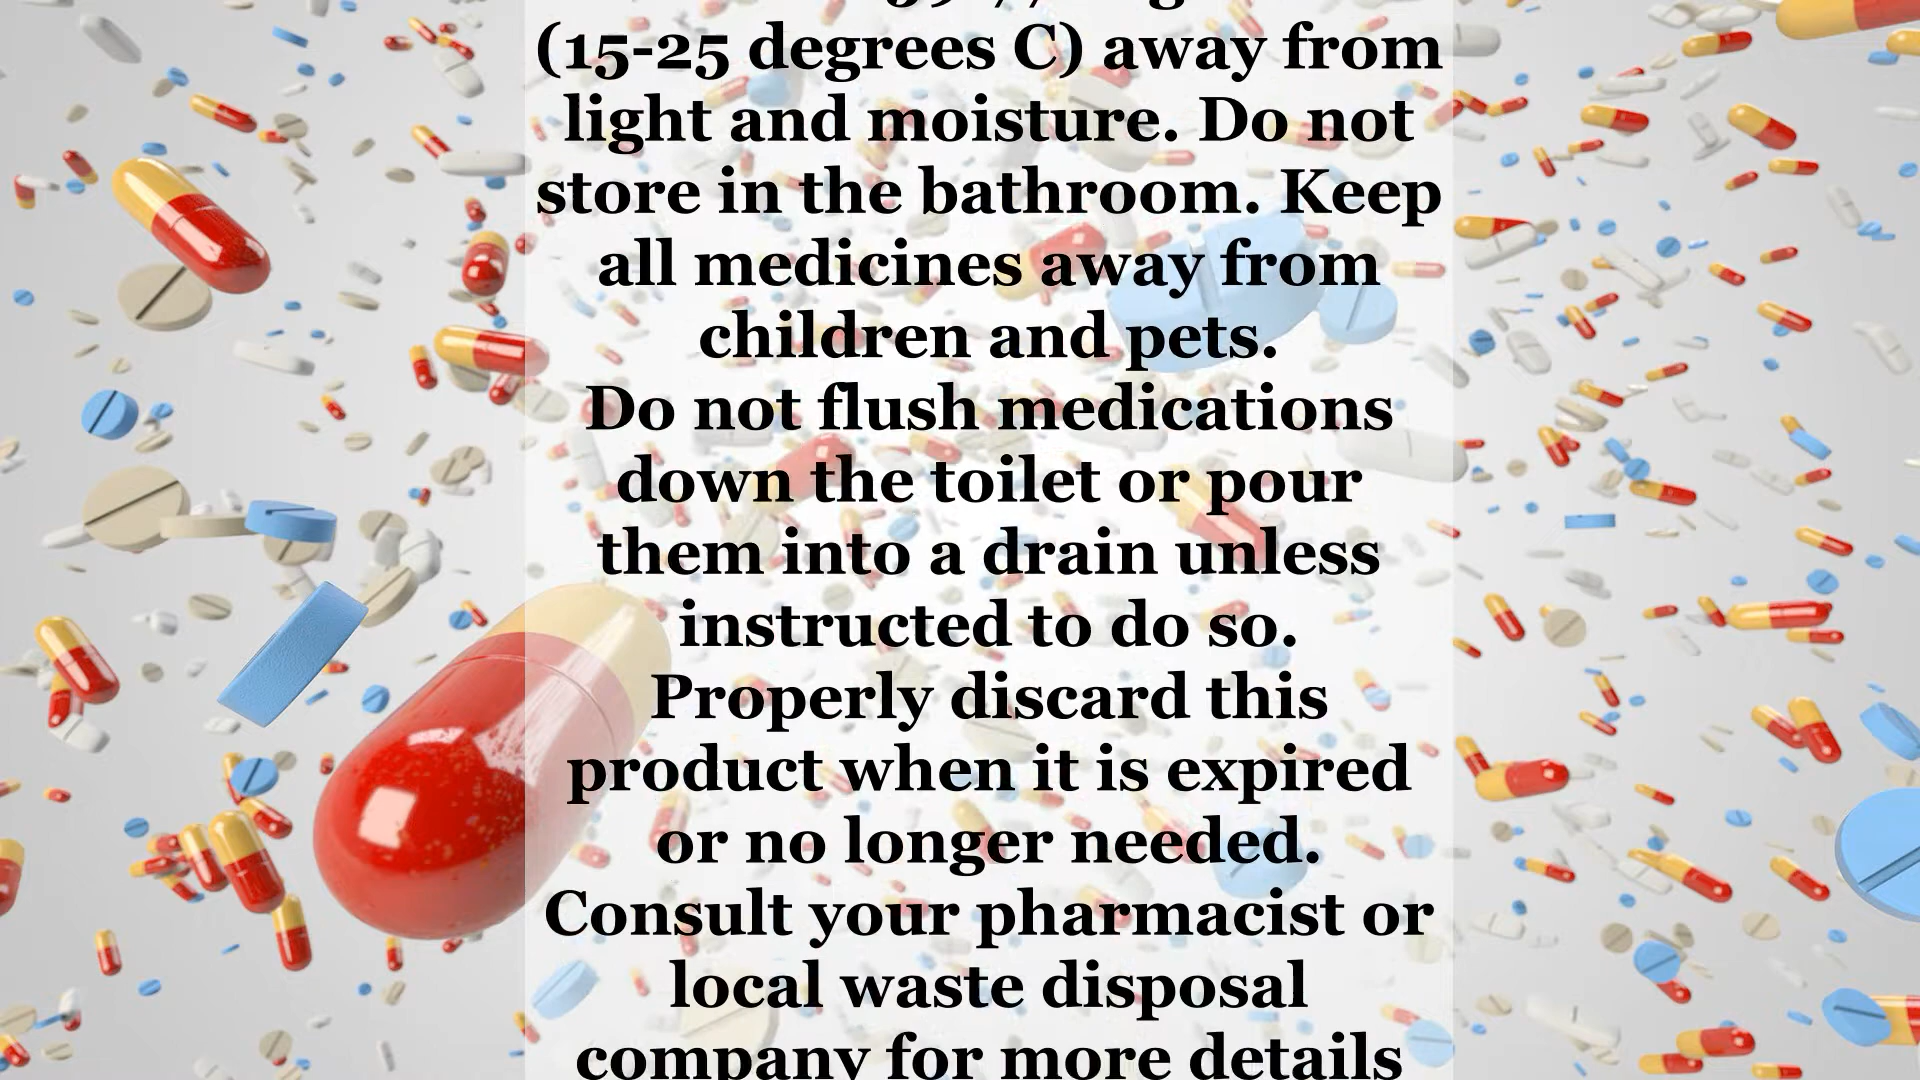 (15-25 degrees C) away from
light and moisture. Do not
store in the bathroom. Keep
all medicines away from
children and pets.
Do not flush medications
down the toilet or pour
them into a drain unless
instructed to do so.
Properly discard this
product when it is expired
or no longer needed.
Consult your pharmacist or
local waste disposal
company for more details